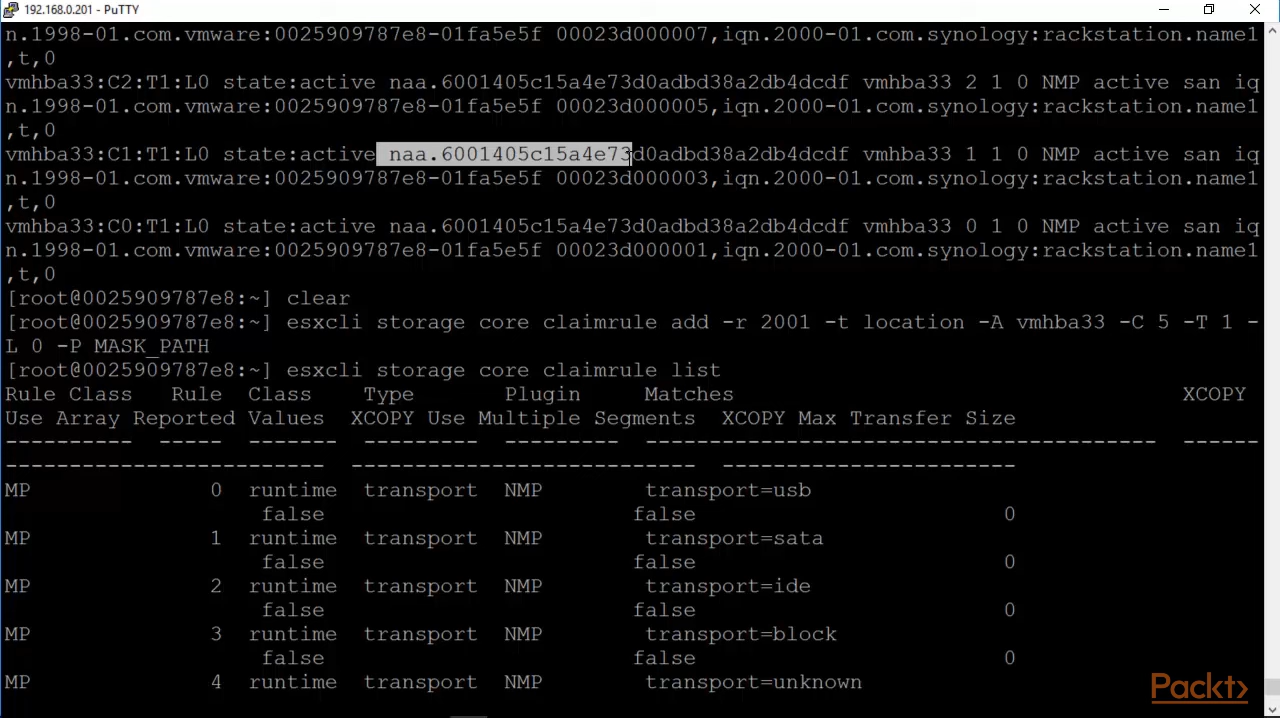 192.168.0.201 - PuTTY
n.1998-01.com.vmware:0025909787e8-01fa5e5f 00023d000007,iqn.2000-01.com.synology:rackstation.name1
,t,0
vmhba33:C2:T1:L0 state:active naa.6001405c15a4e73d0adbd38a2db4dcdf vmhba33 2 1 0 NMP active san iq
n.1998-01.com.vmware:0025909787e8-01fa5e5f 00023d000005,iqn.2000-01.com.synology:rackstation.name1
,t,0
vmhba33:C1:T1:L0 state:active naa.6001405c15a4e73d0adbd38a2db4dcdf vmhba33 1 1 0 NMP active san iq
n.1998-01.com.vmware:0025909787e8-01fa5e5f 00023d000003,iqn.2000-01.com.synology:rackstation.name1
,t,0
vmhba33:C0:T1:L0 state:active naa.6001405c15a4e73d0adbd38a2db4dcdf vmhba33 0 1 0 NMP active san iq
n.1998-01.com.vmware:0025909787e8-01fa5e5f 00023d000001,iqn.2000-01.com.synology:rackstation.name1
,t,0
[root@0025909787e8:~] clear
[root@0025909787e8:~] esxcli storage core claimrule add -r 2001 -t location -A vmhba33 -C 5 -T 1 -
L 0 -P MASK_PATH
[root@0025909787e8:~] esxcli storage core claimrule list
Rule Class   Rule  Class    Type       Plugin     Matches                                   XCOPY
Use Array Reported Values  XCOPY Use Multiple Segments  XCOPY Max Transfer Size
----------  -----  -------  ---------  ---------  ----------------------------------------  ------
-------------------------  ---------------------------  -----------------------
MP              0  runtime  transport  NMP        transport=usb
                    false                        false                        0
MP              1  runtime  transport  NMP        transport=sata
                    false                        false                        0
MP              2  runtime  transport  NMP        transport=ide
                    false                        false                        0
MP              3  runtime  transport  NMP        transport=block
                    false                        false                        0
MP              4  runtime  transport  NMP        transport=unknown
Packt>